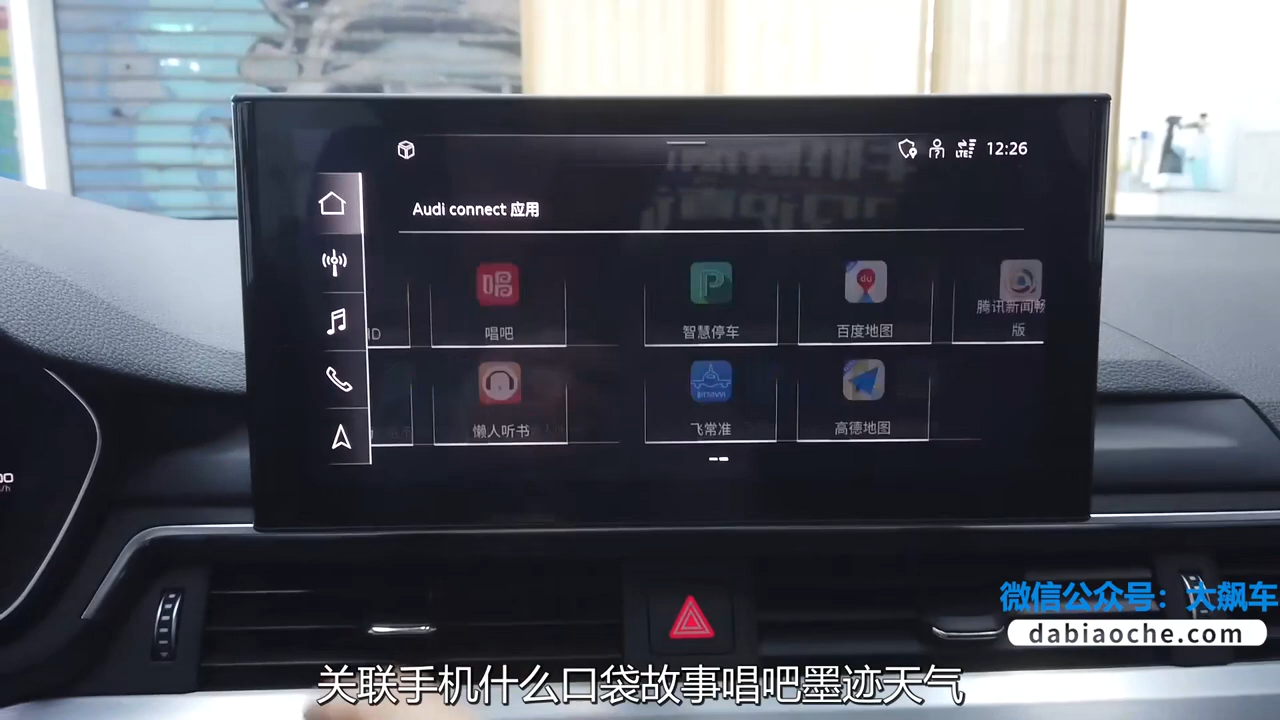 12:26
Audi connect 应用
唱吧
智慧停车
百度地图
腾讯新闻畅
版
懒人听书
飞常准
高德地图
微信公众号：大飙车
dabiaoche.com
关联手机什么口袋故事唱吧墨迹天气